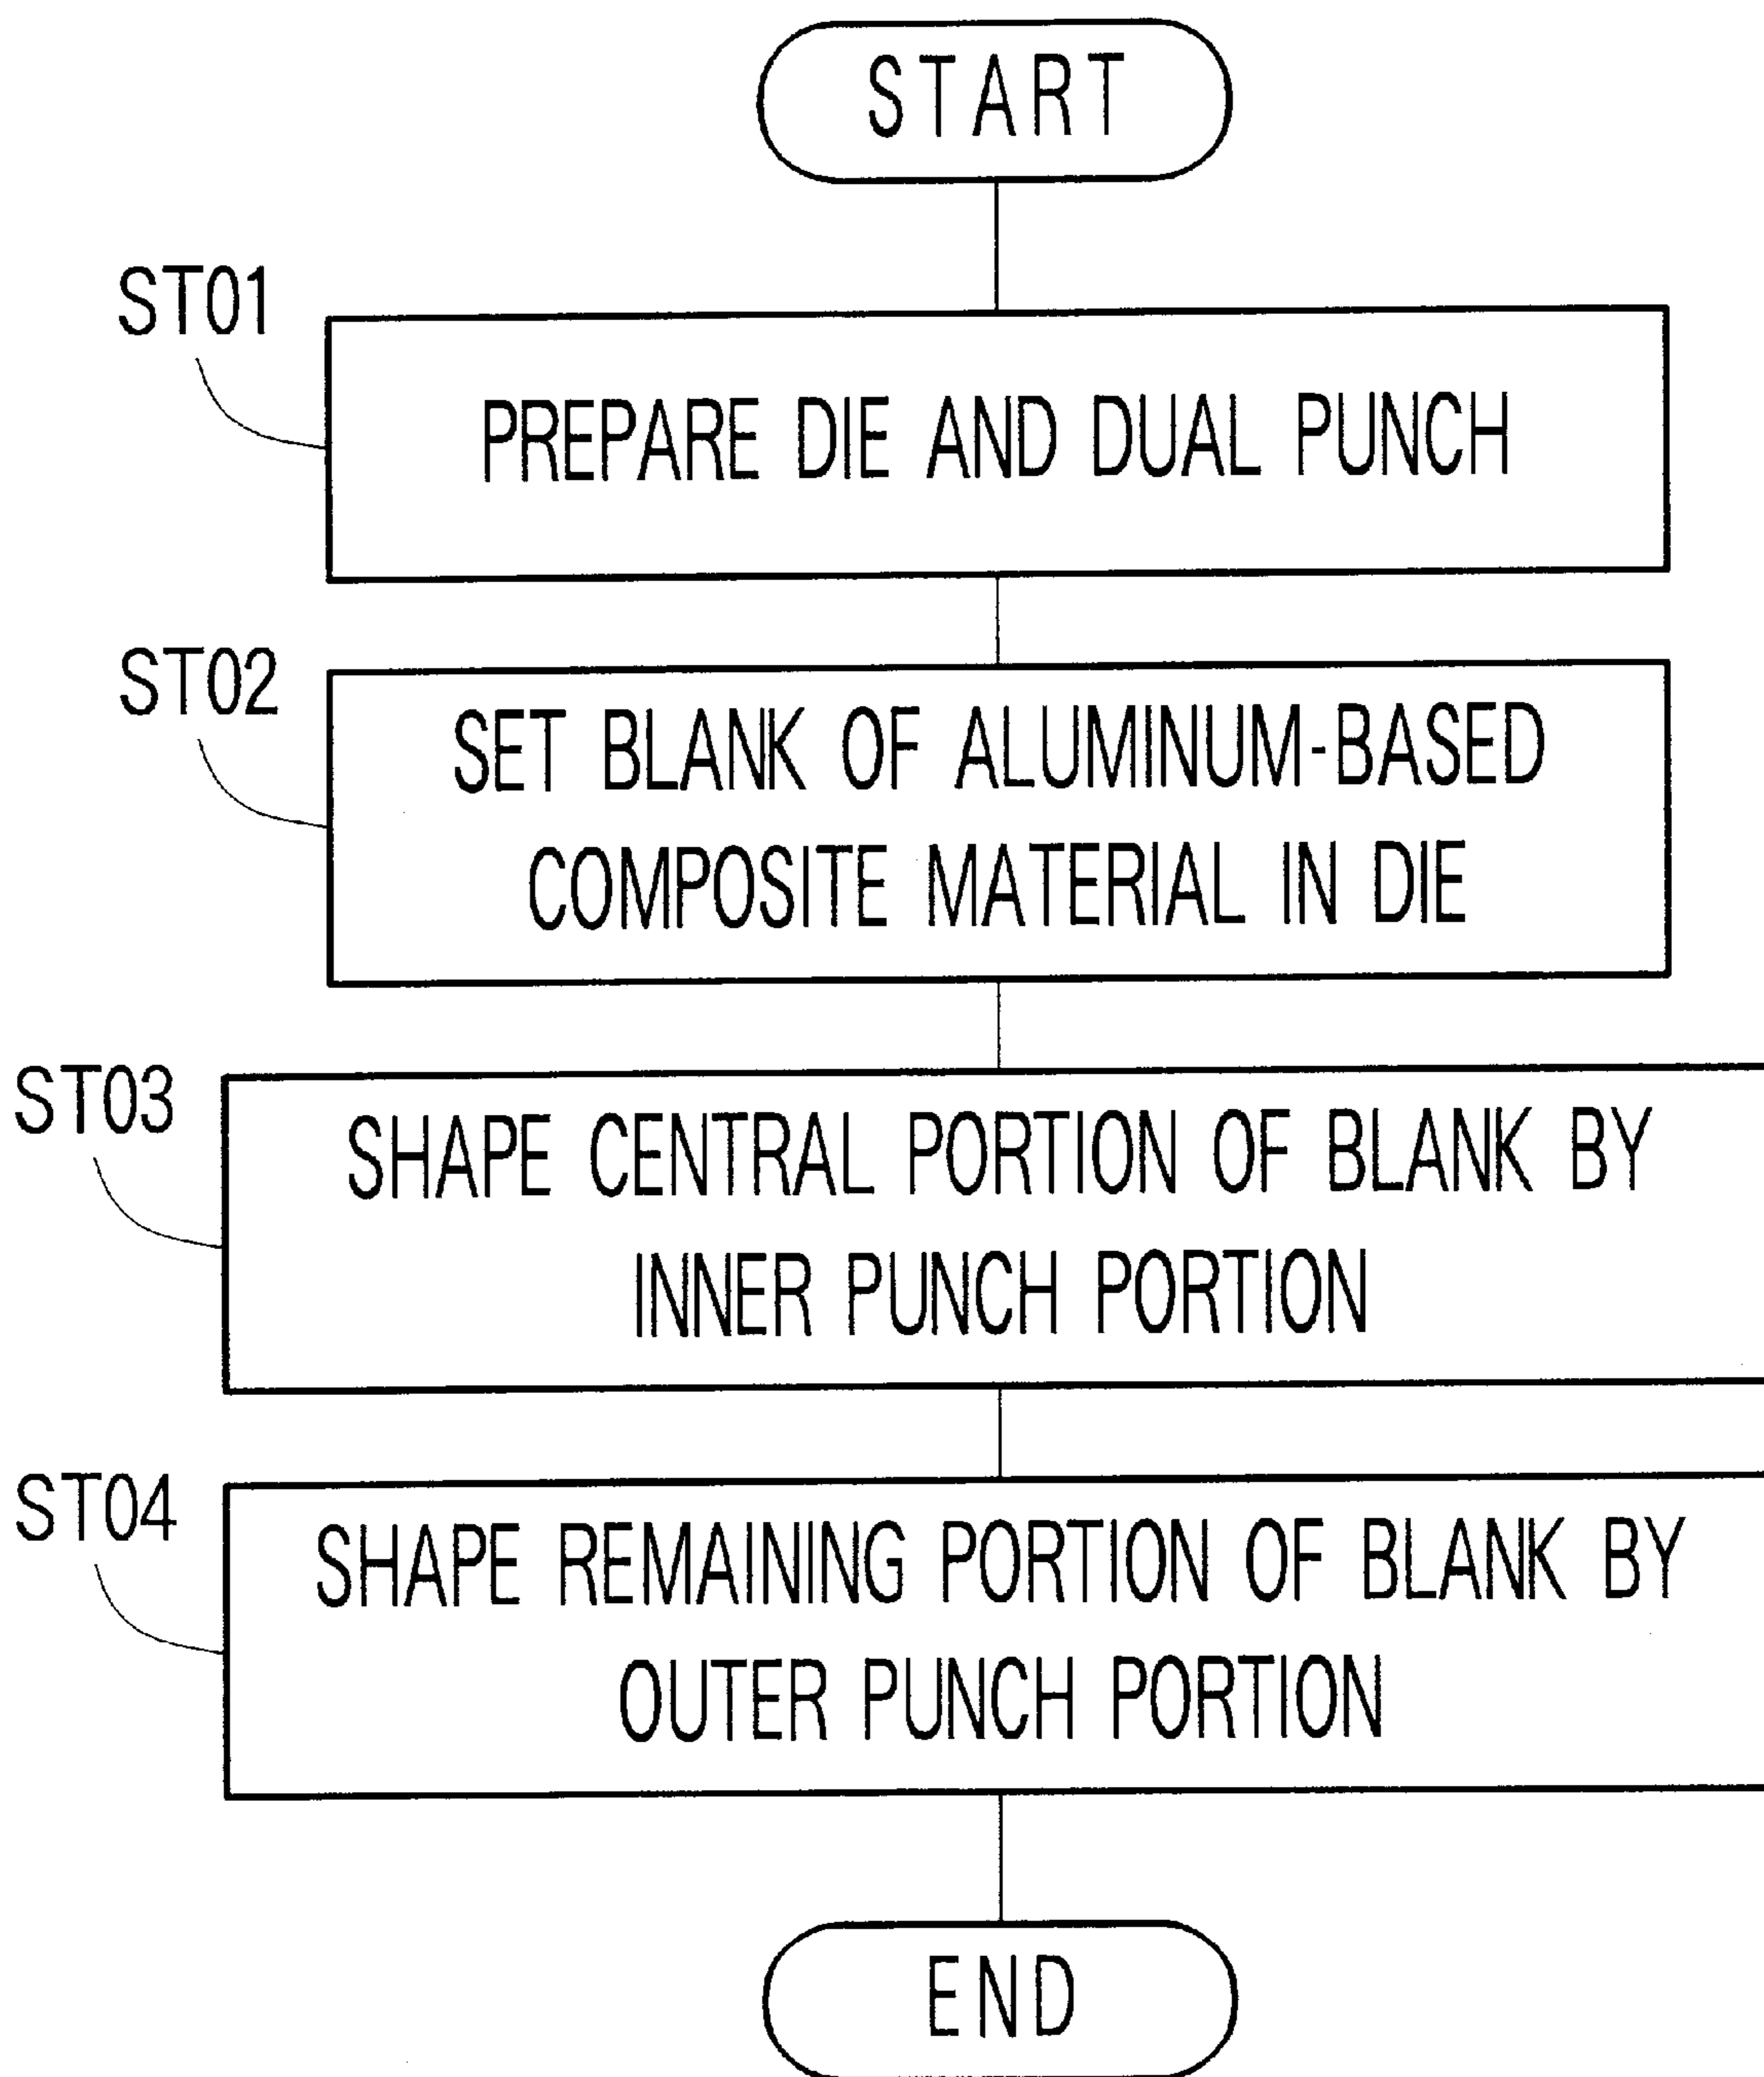 START
ST01
PREPARE DIE AND DUAL PUNCH
ST02
SET BLANK OF ALUMINUM-BASED
COMPOSITE MATERIAL IN DIE
ST03
SHAPE CENTRAL PORTION OF BLANK BY
INNER PUNCH PORTION
ST04
SHAPE REMAINING PORTION OF BLANK BY
OUTER PUNCH PORTION
END